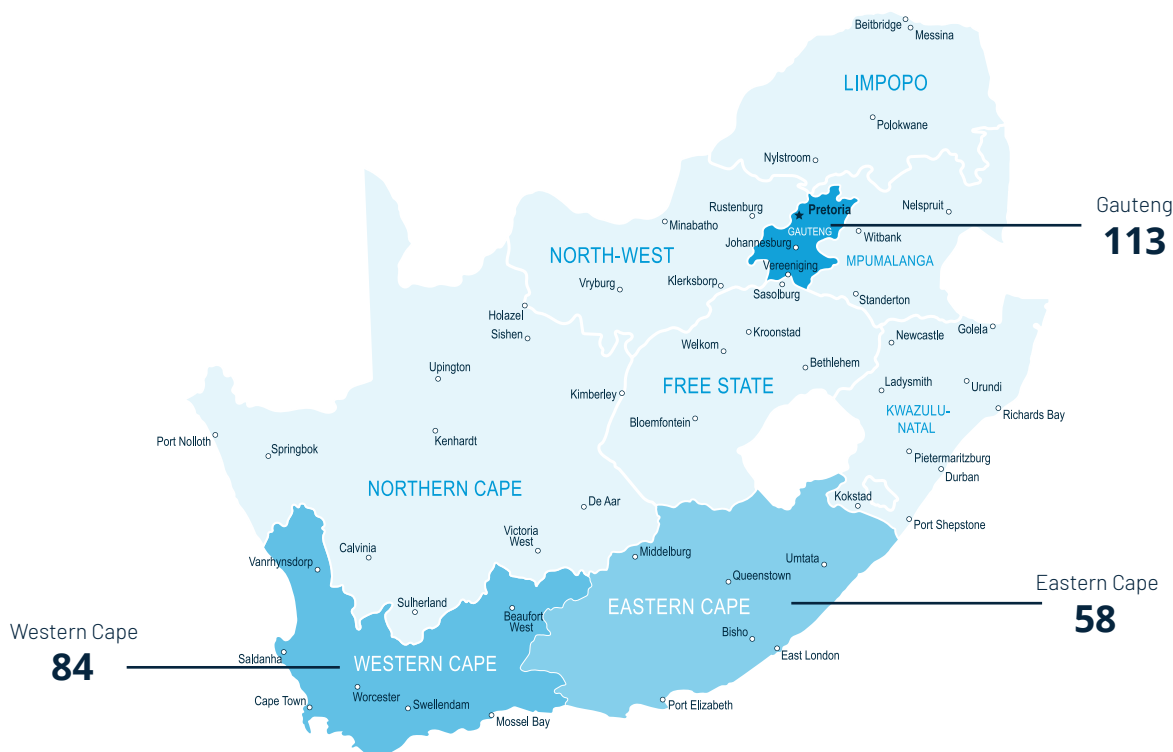 Beitbridge
Messina
LIMPOPO
Polokwane
Nylstroom
Gauteng
113
Rustenburg
Pretoria
Nelspruit
Minabatho
GAUTENG
Witbank
Johannesburg
NORTH-WEST
MPUMALANGA
Vereeniging
Vryburg
Klerksborp
Sasolburg
Standerton
Holazel
Sishen
Kroonstad
Newcastle
Golela
Welkom
Bethlehem
Upington
FREE STATE
Kimberley
Ladysmith
Urundi
Richards Bay
KWAZULU-
NATAL
Bloemfontein
Port Nolloth
Springbok
Kenhardt
Pietermaritzburg
Durban
NORTHERN CAPE
De Aar
Kokstad
Port Shepstone
Victoria
West
Calvinia
Middelburg
Umtata
Vanrhynsdorp
Queenstown
Eastern Cape
58
Sulherland
Beaufort
West
EASTERN CAPE
Western Cape
84
Bisho
Saldanha
WESTERN CAPE
East London
Worcester
Cape Town
Swellendam
Mossel Bay
Port Elizabeth